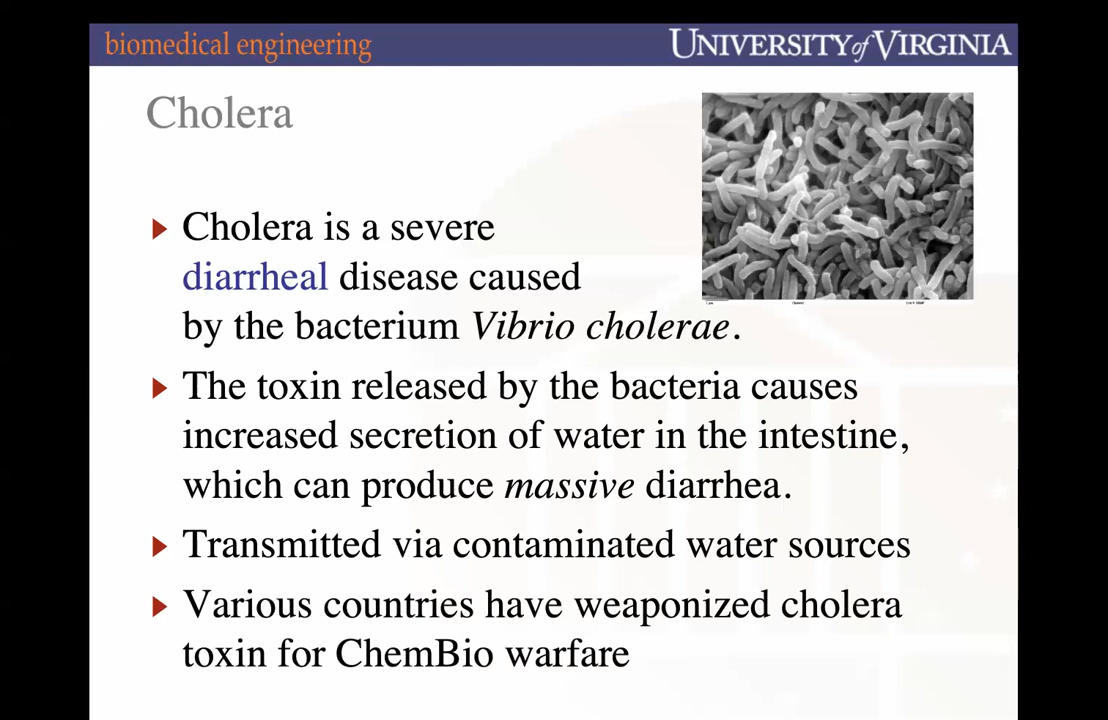 biomedical engineering
UNIVERSITY of VIRGINIA
Cholera
Cholera is a severe
diarrheal disease caused
by the bacterium Vibrio cholerae.
The toxin released by the bacteria causes
increased secretion of water in the intestine,
which can produce massive diarrhea.
Transmitted via contaminated water sources
Various countries have weaponized cholera
toxin for ChemBio warfare